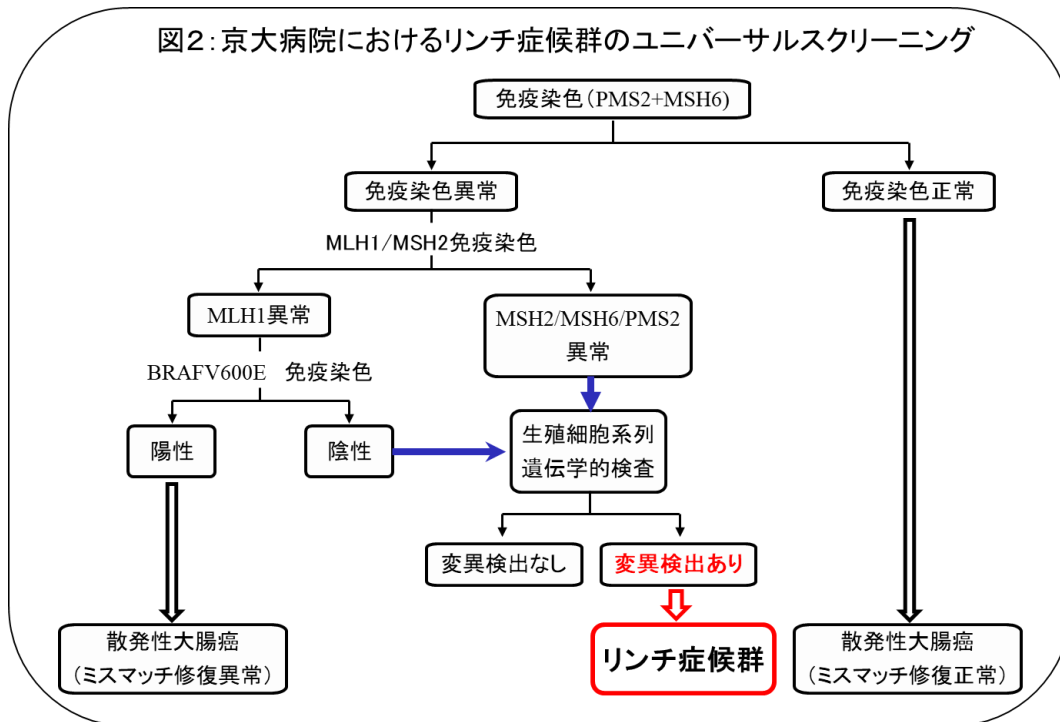 図2：京大病院におけるリンチ症候群のユニバーサルスクリーニング
免疫染色（PMS2+MSH6)
免疫染色異常
免疫染色正常
MLH1/MSH2免疫染色
MLH1異常
MSH2/MSH6/PMS2
異常
BRAFV600E 免疫染色
陽性
陰性
生殖細胞系列
遺伝学的検査
変異検出なし
変異検出あり
散発性大腸癌
（ミスマッチ修復異常）
リンチ症候群
散発性大腸癌
（ミスマッチ修復正常）